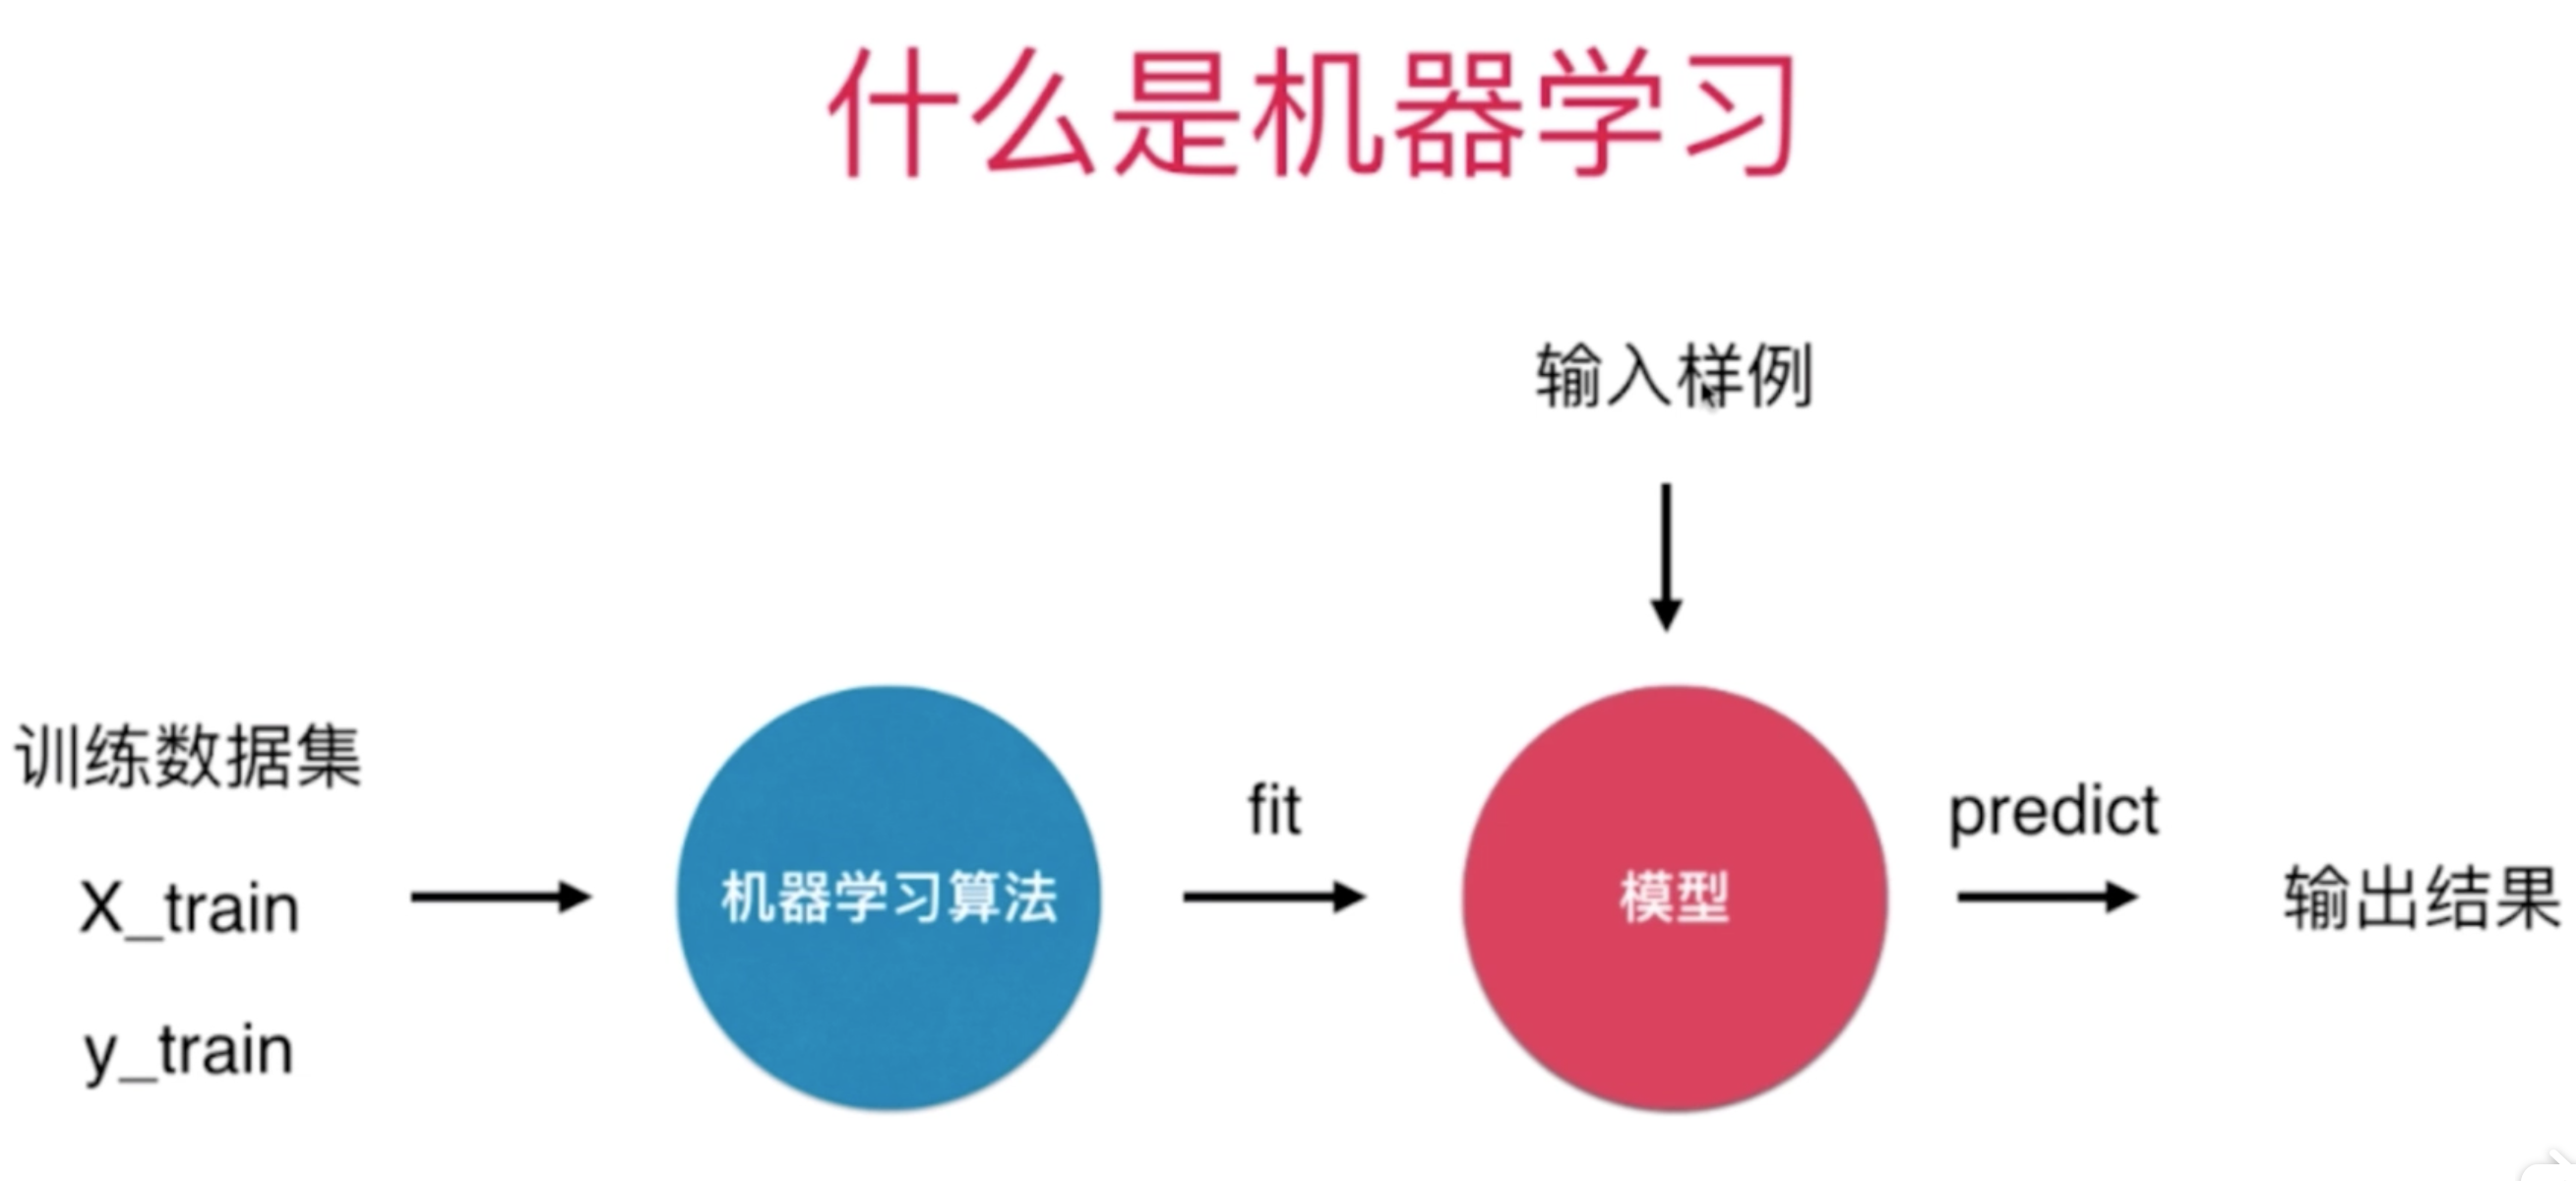 什么是机器学习
输入样例
训练数据集
X_train
y_train
机器学习算法
fit
模型
predict
输出结果